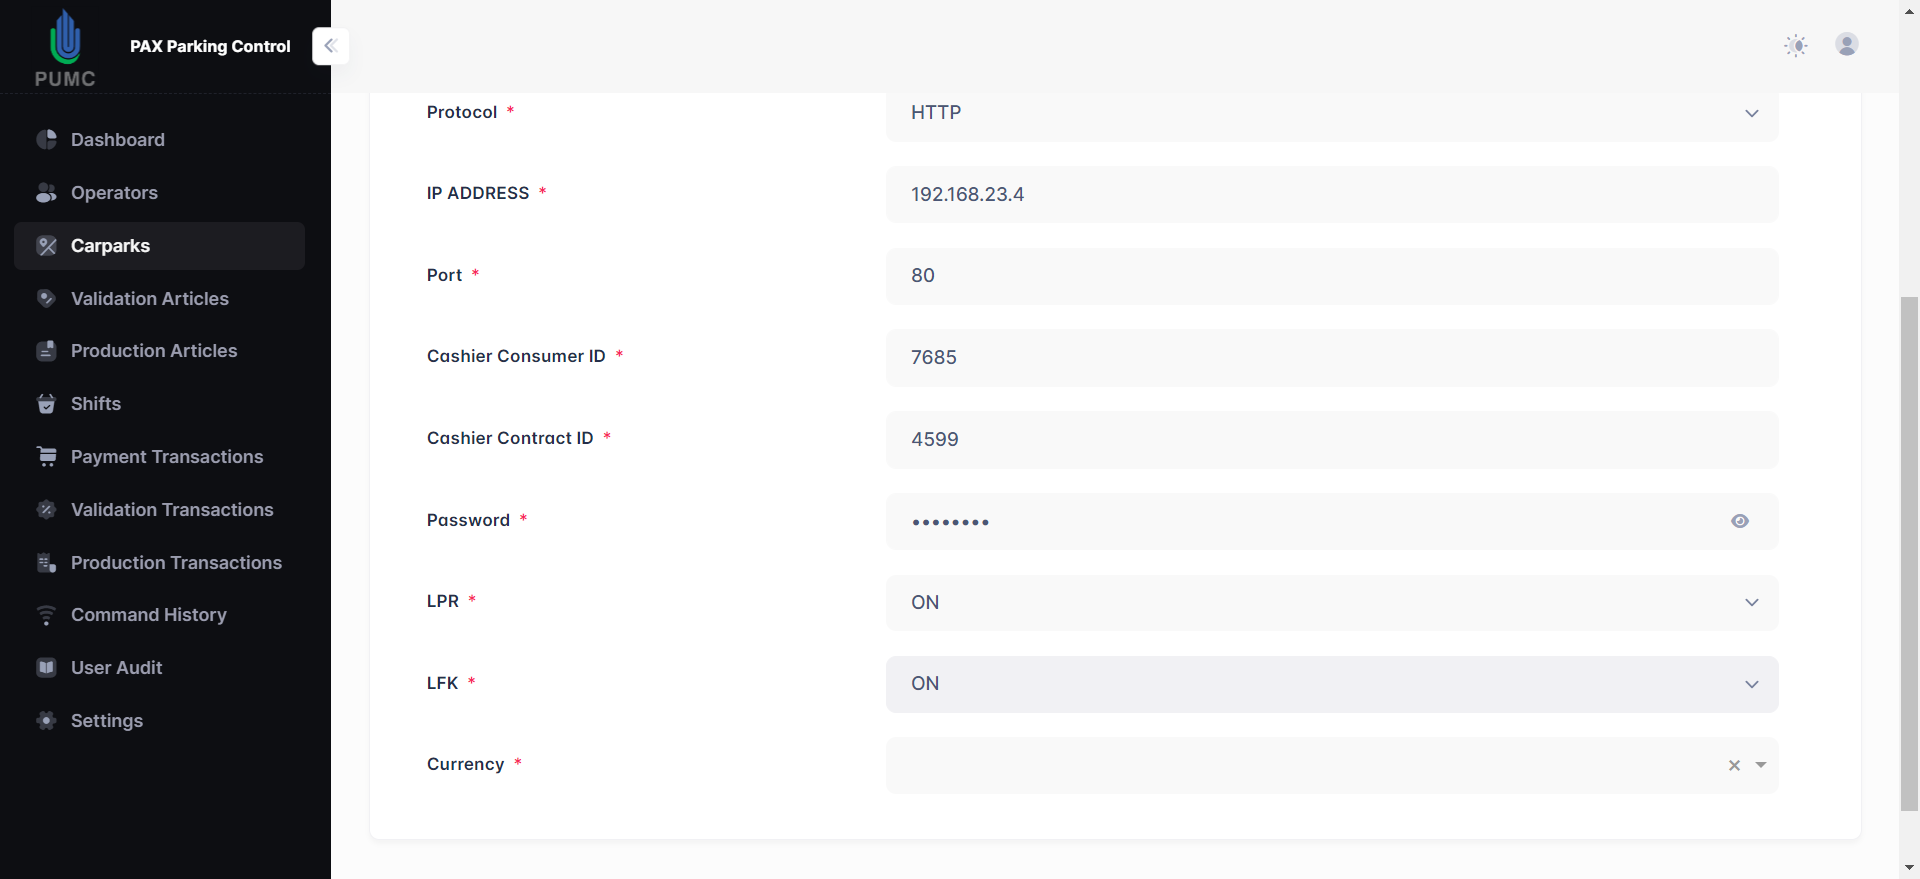 PUMC
PAX Parking Control
Dashboard
Operators
Carparks
Validation Articles
Production Articles
Shifts
Payment Transactions
Validation Transactions
Production Transactions
Command History
User Audit
Settings
Protocol * HTTP
IP ADDRESS * 192.168.23.4
Port * 80
Cashier Consumer ID * 7685
Cashier Contract ID * 4599
Password * ••••••••
LPR * ON
LFK * ON
Currency *